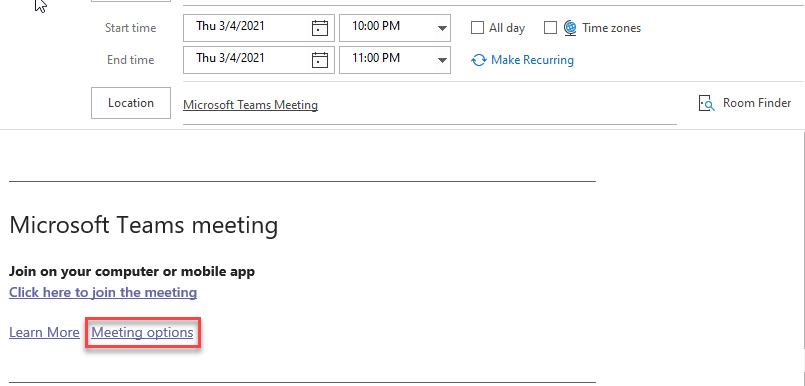 Start time Thu 3/4/2021 10:00 PM All day Time zones
End time Thu 3/4/2021 11:00 PM Make Recurring
Location Microsoft Teams Meeting Room Finder
Microsoft Teams meeting
Join on your computer or mobile app
Click here to join the meeting
Learn More Meeting options